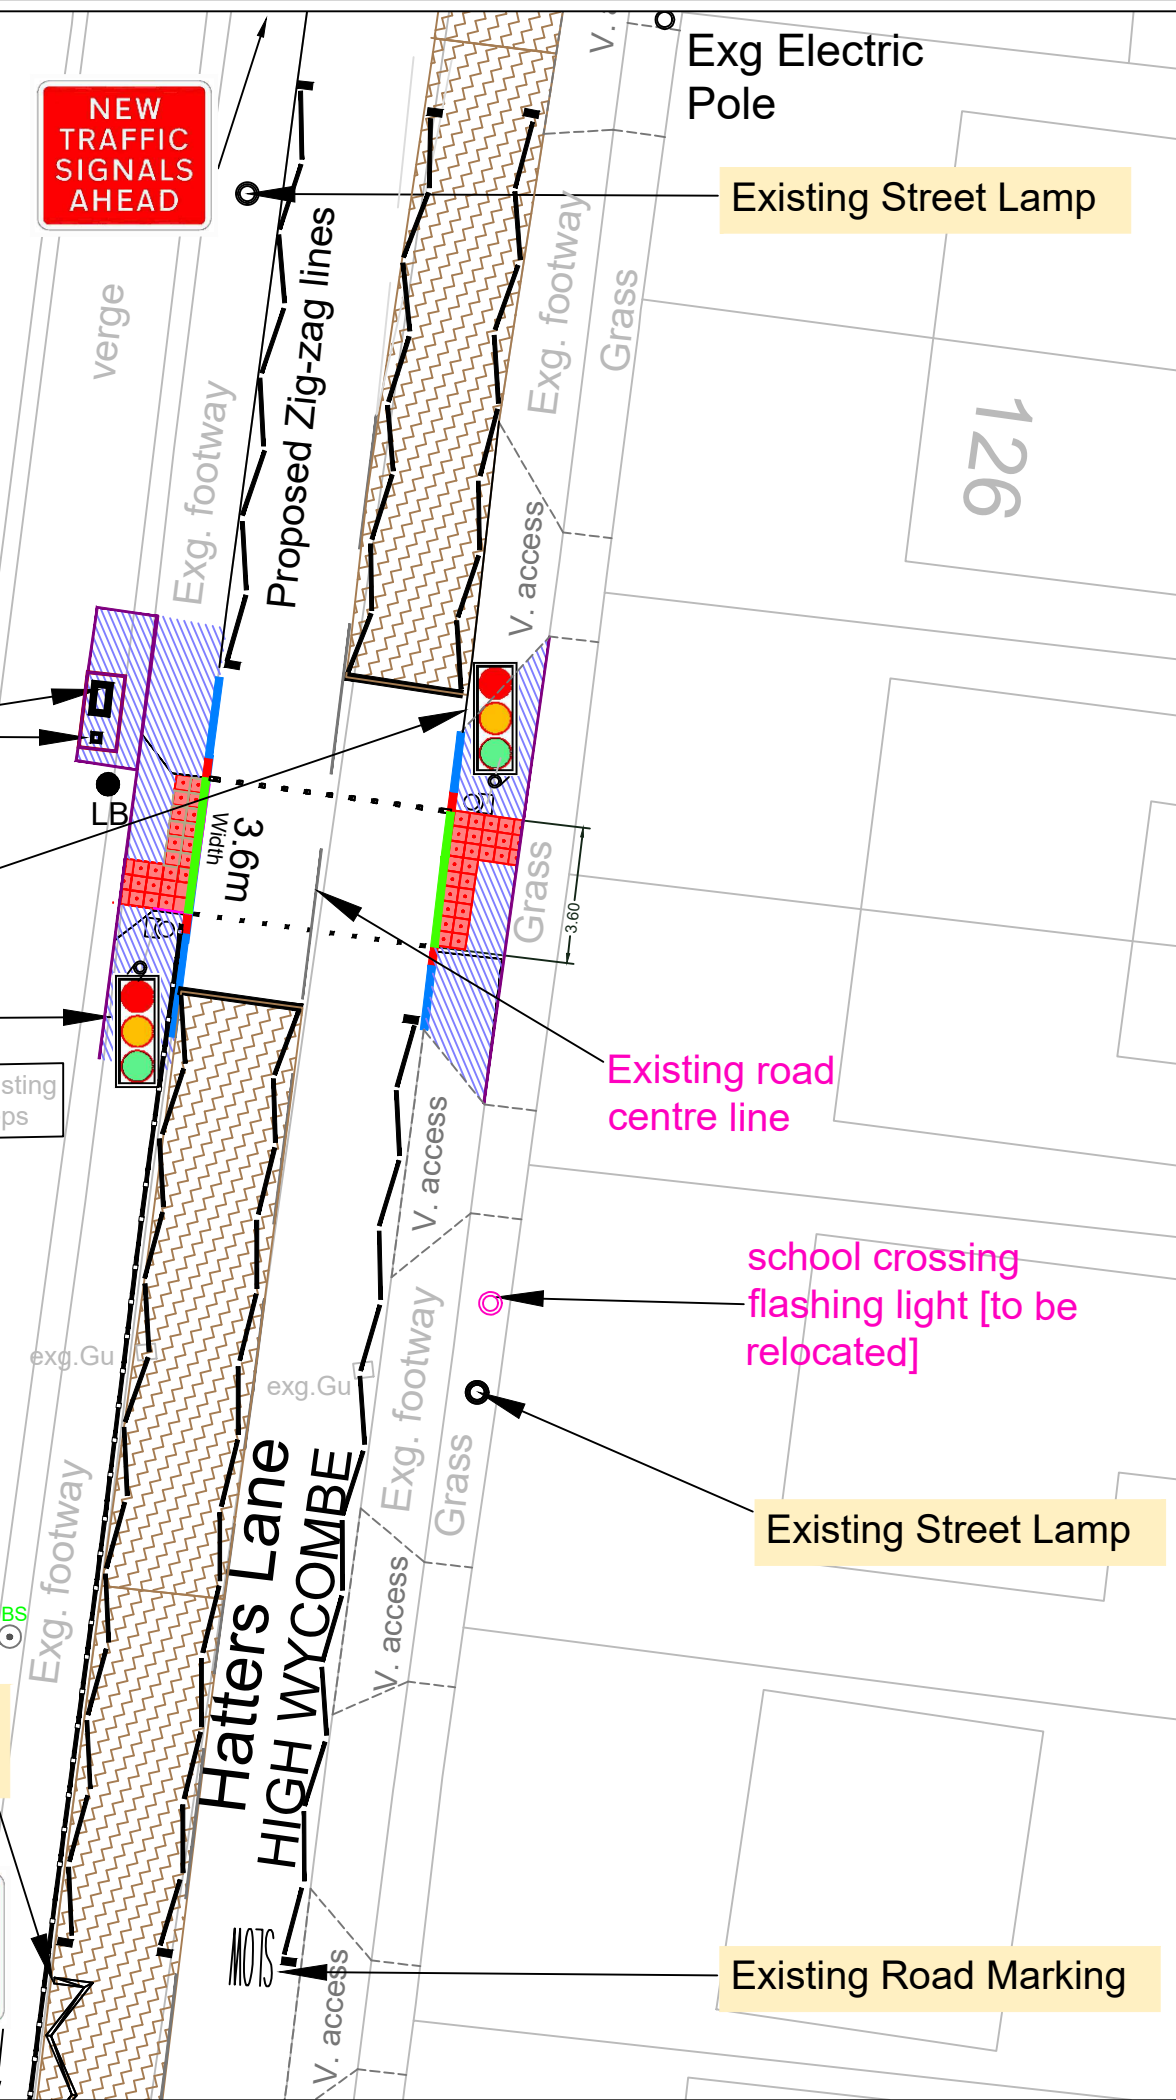 Exg Electric
Pole
NEW
TRAFFIC
SIGNALS
AHEAD
Existing Street Lamp
V.
verge
Exg. footway
Proposed Zig-zag lines
Exg. footway
Grass
126
V. access
LB
3.6m
Width
Grass
3.60
Existing road
centre line
sting
ps
V. access
school crossing
flashing light [to be
relocated]
exg.Gu
exg.Gu
Exg. footway
Grass
Existing Street Lamp
Hatters Lane
HIGH WYCOMBE
Exg. footway
V. access
BS
SLOW
Existing Road Marking
V. access